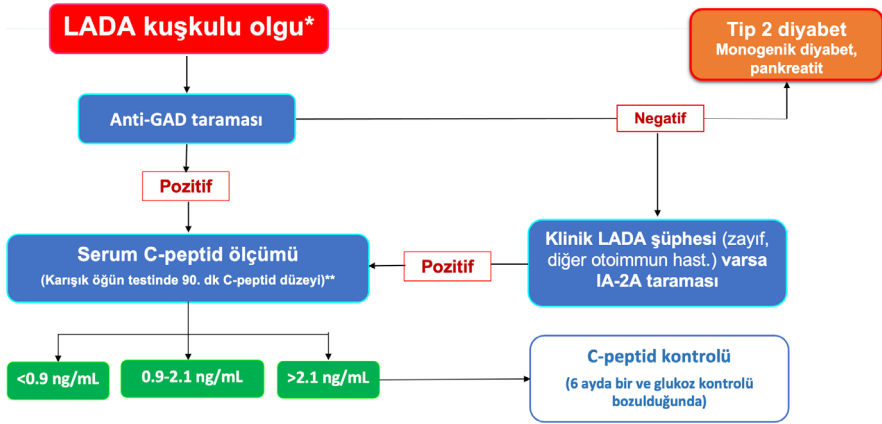 LADA kuşkulu olgu*
Tip 2 diyabet
Monogenik diyabet,
pankreatit
Anti-GAD taraması
Negatif
Pozitif
Serum C-peptid ölçümü
(Karışık öğün testinde 90. dk C-peptid düzeyi)**
Pozitif
Klinik LADA şüphesi (zayıf,
diğer otoimmun hast.) varsa
IA-2A taraması
<0.9 ng/mL
0.9-2.1 ng/mL
>2.1 ng/mL
C-peptid kontrolü
(6 ayda bir ve glukoz kontrolü
bozulduğunda)